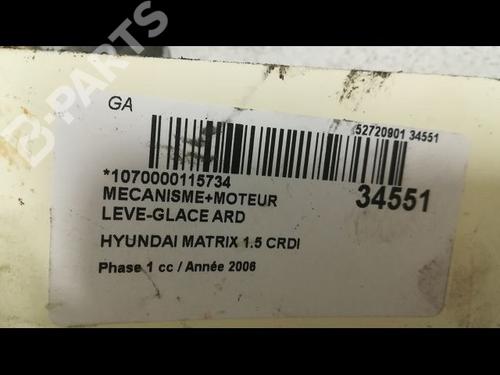 B-PARTS
GA
52720901 34551
*1070000115734
34551
MECANISME+MOTEUR
LEVE-GLACE ARD
HYUNDAI MATRIX 1.5 CRDI
Phase 1 cc / Année 2006